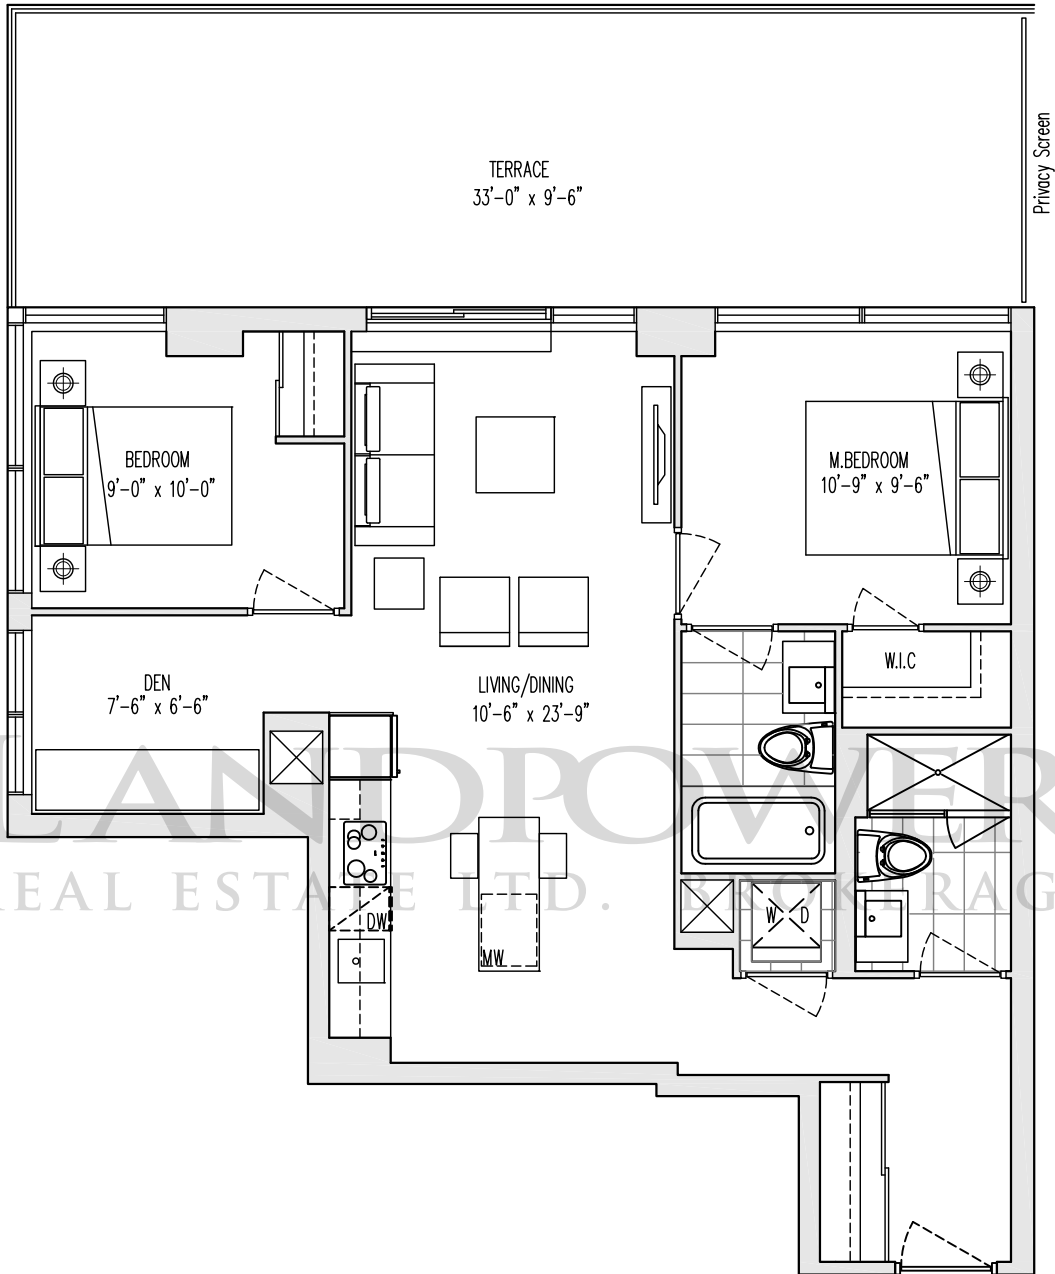 TERRACE
33'-0" x 9'-6"
Privacy Screen
BEDROOM
9'-0" x 10'-0"
M.BEDROOM
10'-9" x 9'-6"
W.I.C
DEN
7'-6" x 6'-6"
LIVING/DINING
10'-6" x 23'-9"
LANDPOWER
REAL ESTATE LTD. BROKERAG
DW
W D
MW